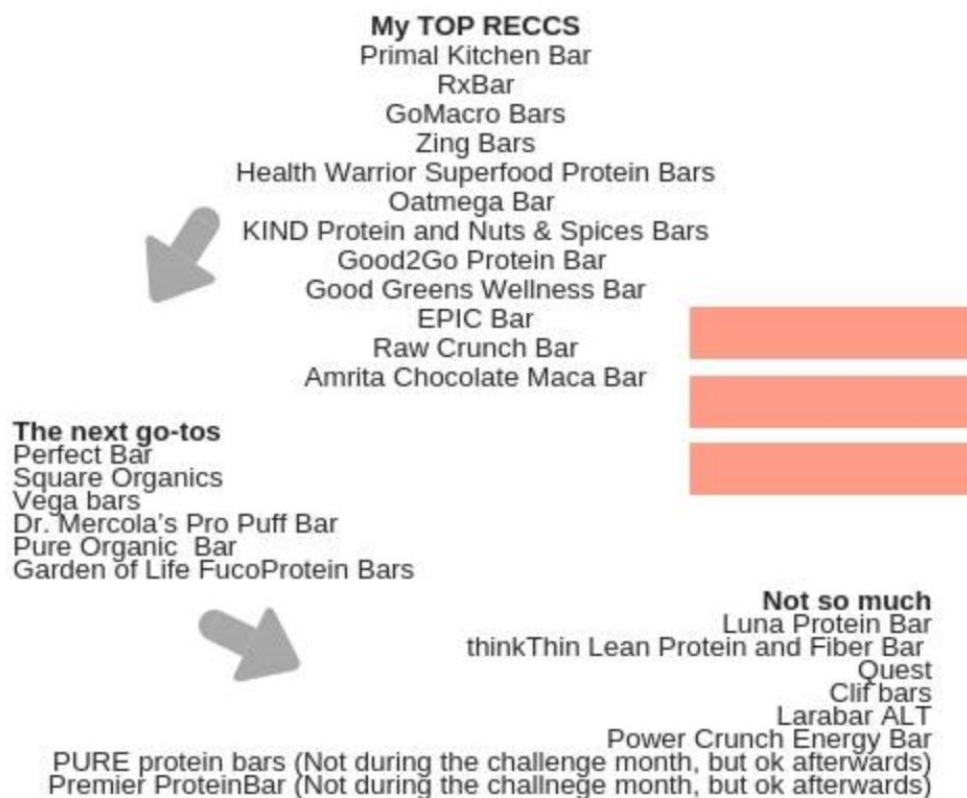 My TOP RECCS
Primal Kitchen Bar
RxBar
GoMacro Bars
Zing Bars
Health Warrior Superfood Protein Bars
Oatmega Bar
KIND Protein and Nuts & Spices Bars
Good2Go Protein Bar
Good Greens Wellness Bar
EPIC Bar
Raw Crunch Bar
Amrita Chocolate Maca Bar
The next go-tos
Perfect Bar
Square Organics
Vega bars
Dr. Mercola's Pro Puff Bar
Pure Organic  Bar
Garden of Life FucoProtein Bars
Not so much
Luna Protein Bar
thinkThin Lean Protein and Fiber Bar
Quest
Clif bars
Larabar ALT
Power Crunch Energy Bar
PURE protein bars (Not during the challenge month, but ok afterwards)
Premier ProteinBar (Not during the challnege month, but ok afterwards)